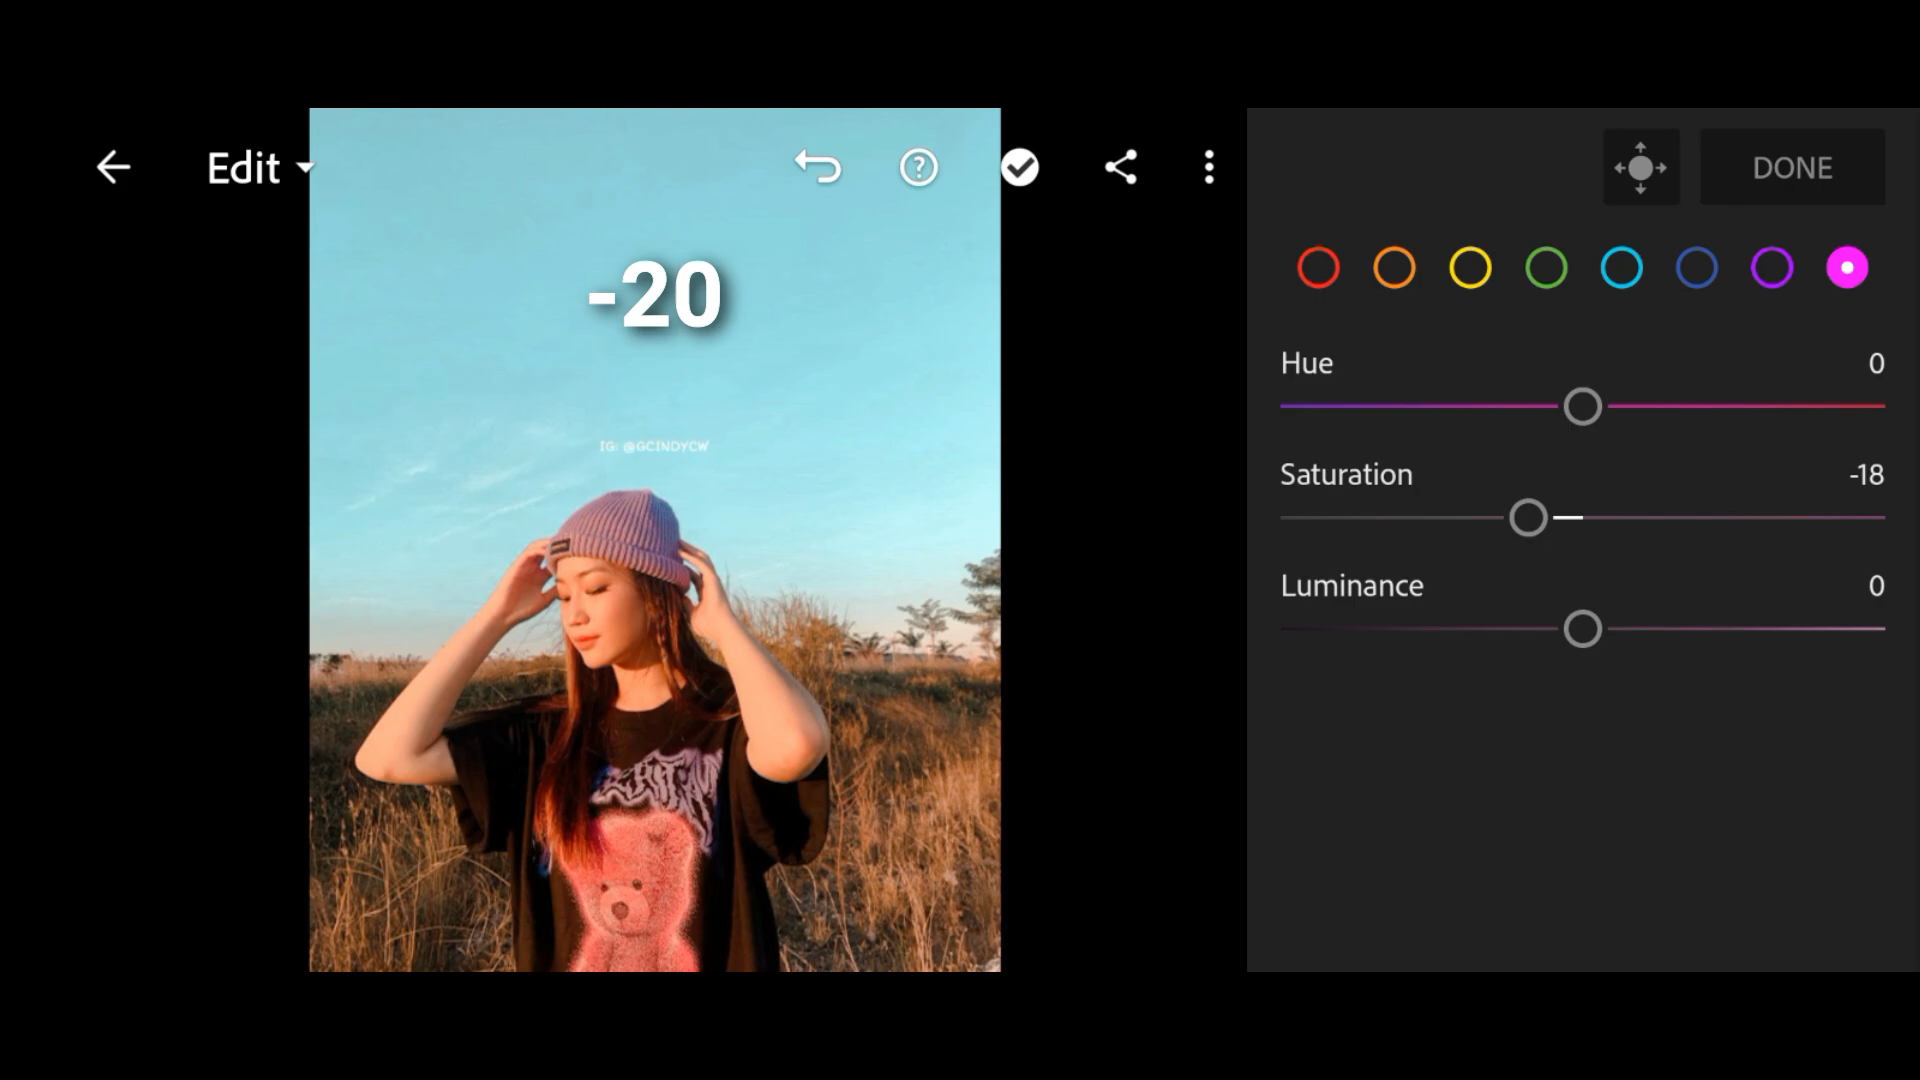 Edit
DONE
-20
Hue
0
IG: @GCINDYCW
Saturation
-18
Luminance
0